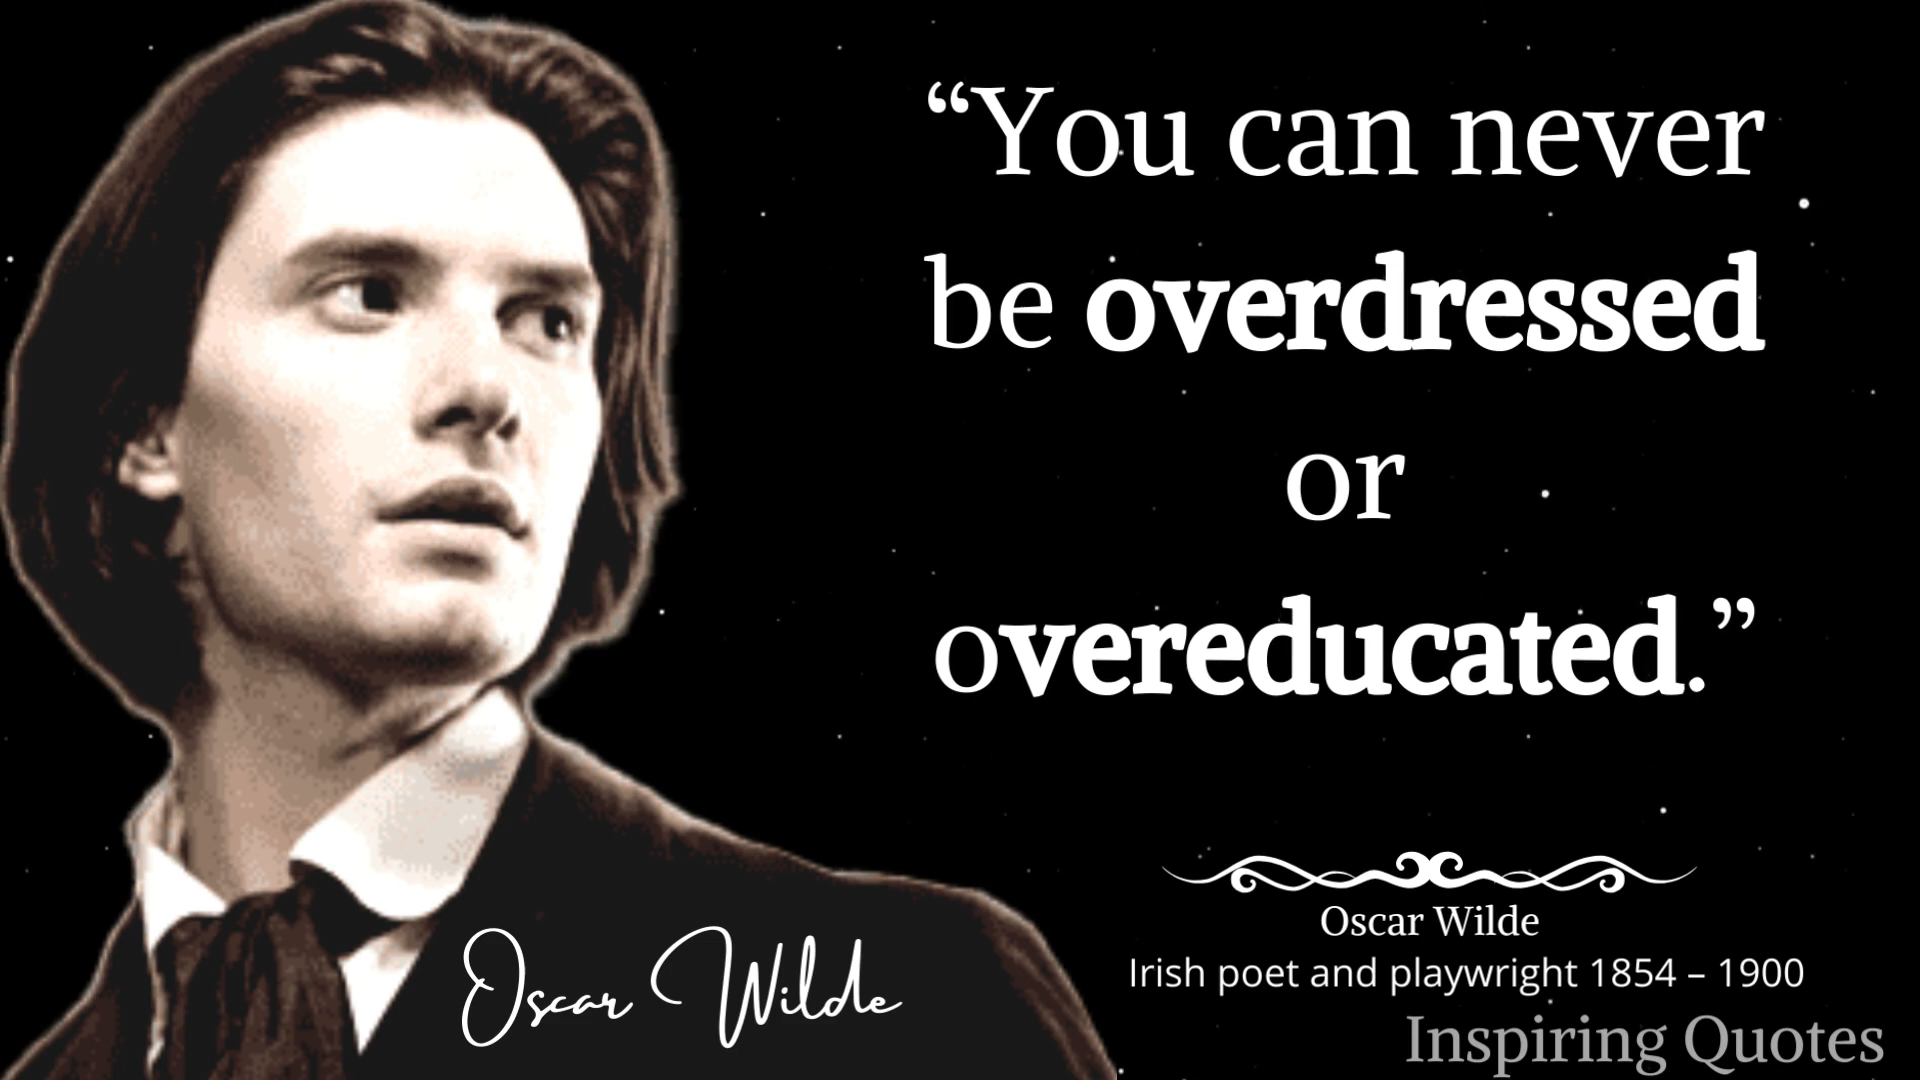 “You can never
be overdressed
or
overeducated.”
Oscar Wilde
Oscar Wilde
Irish poet and playwright 1854 – 1900
Inspiring Quotes